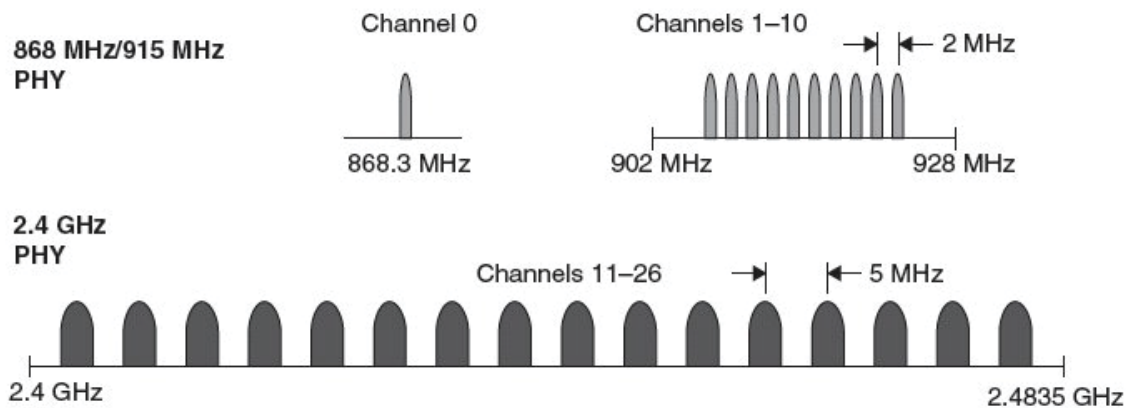 Channel 0
Channels 1–10
868 MHz/915 MHz
PHY
2 MHz
868.3 MHz
902 MHz
928 MHz
2.4 GHz
PHY
Channels 11–26
5 MHz
2.4 GHz
2.4835 GHz